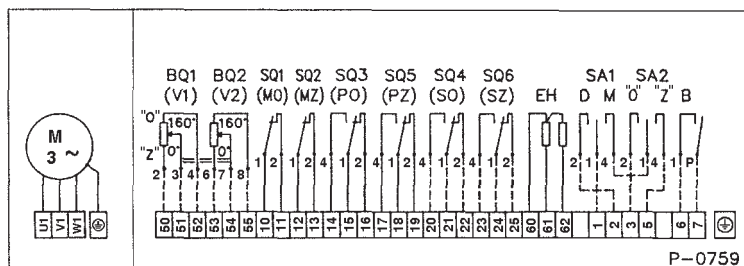 BQ1 BQ2 SQ1 SQ2 SQ3 SQ5 SQ4 SQ6 SA1 SA2
(V1) (V2) (MO) (MZ) (PO) (PZ) (SO) (SZ) EH D M "O" "Z" B
"O" 160° 160°
M
3 ~
"Z" 0° 0°
1 2 1 2 4 1 2 4 1 2 4 1 2 4 1 2 2 1 4 2 1 4 1 P
2 3 4 6 7 8
U1 V1 W1 50 51 52 53 54 55 10 11 12 13 14 15 16 17 18 19 20 21 22 23 24 25 60 61 62 1 2 3 5 6 7
P-0759